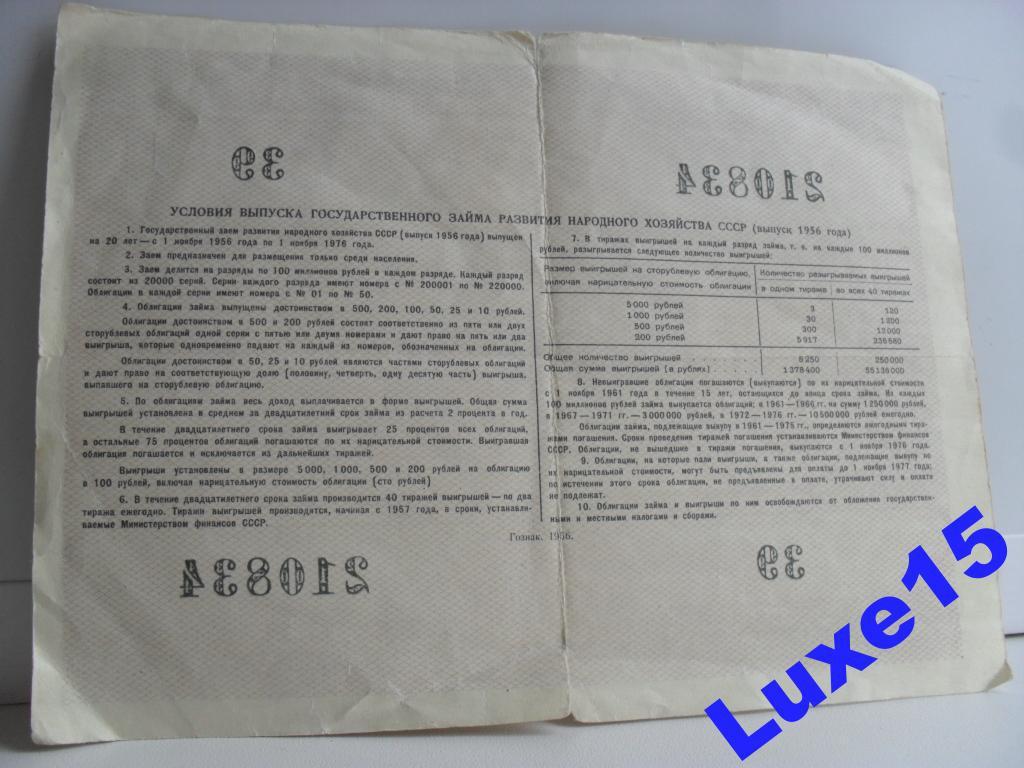 39
210834
УСЛОВИЯ ВЫПУСКА ГОСУДАРСТВЕННОГО ЗАЙМА РАЗВИТИЯ НАРОДНОГО ХОЗЯЙСТВА СССР (выпуск 1956 года)
1. Государственный заем развития народного хозяйства СССР (выпуск 1956 года) выпущен
на 20 лет — с 1 ноября 1956 года по 1 ноября 1976 года.
2. Заем предназначен для размещения только среди населения.
3. Заем делится на разряды по 100 миллионов рублей в каждом разряде. Каждый разряд
состоит из 20000 серий. Серии каждого разряда имеют номера с № 200001 по № 220000.
Облигации в каждой серии имеют номера с № 01 по № 50.
4. Облигации займа выпущены достоинством в 500, 200, 100, 50, 25 и 10 рублей.
Облигации достоинством в 500 и 200 рублей состоят соответственно из пяти или двух
сторублевых облигаций одной серии с пятью или двумя номерами и дают право на пять или два
выигрыша, которые одновременно падают на каждый из номеров, обозначенных на облигации.
Облигации достоинством в 50, 25 и 10 рублей являются частями сторублевых облигаций
и дают право на соответствующую долю (половину, четверть, одну десятую часть) выигрыша,
выпавшего на сторублевую облигацию.
5. По облигациям займа весь доход выплачивается в форме выигрышей. Общая сумма
выигрышей установлена в среднем за двадцатилетний срок займа из расчета 2 процента в год.
В течение двадцатилетнего срока займа выигрывает 25 процентов всех облигаций,
а остальные 75 процентов облигаций погашаются по их нарицательной стоимости. Выигравшая
облигация погашается и исключается из дальнейших тиражей.
Выигрыши установлены в размере 5000, 1000, 500 и 200 рублей на облигацию
в 100 рублей, включая нарицательную стоимость облигации (сто рублей)
6. В течение двадцатилетнего срока займа производится 40 тиражей выигрышей — по два
тиража ежегодно. Тиражи выигрышей производятся, начиная с 1957 года, в сроки, устанавли-
ваемые Министерством финансов СССР.
7. В тиражах выигрышей на каждый разряд займа, т. е. на каждые 100 миллионов
рублей, разыгрывается следующее количество выигрышей:
Размер выигрышей на сторублевую облигацию, Количество разыгрываемых выигрышей
включая нарицательную стоимость облигации в одном тираже во всех 40 тиражах
5000 рублей 3 120
1000 рублей 30 1200
500 рублей 300 12000
200 рублей 5917 236680
Общее количество выигрышей 6250 250000
Общая сумма выигрышей (в рублях) 1378400 55136000
8. Невыигравшие облигации погашаются (выкупаются) по их нарицательной стоимости
с 1 ноября 1961 года в течение 15 лет, остающихся до конца срока займа. Из каждых
100 миллионов рублей займа выкупается облигаций: в 1961—1966 гг. на сумму 1250000 рублей,
в 1967—1971 гг.—3000000 рублей, в 1972—1976 гг.—10500000 рублей ежегодно.
Облигации займа, подлежащие выкупу в 1961—1975 гг., определяются ежегодными тира-
жами погашения. Сроки проведения тиражей погашения устанавливаются Министерством финансов
СССР. Облигации, не вышедшие в тиражи погашения, выкупаются с 1 ноября 1976 года.
9. Облигации, на которые пали выигрыши, а также облигации, подлежащие выкупу по
их нарицательной стоимости, могут быть предъявлены для оплаты до 1 ноября 1977 года;
по истечении этого срока облигации, не предъявленные к оплате, утрачивают силу и оплате
не подлежат.
10. Облигации займа и выигрыши по ним освобождаются от обложения государствен-
ными и местными налогами и сборами.
Гознак. 1956.
210834
39
Luxe15